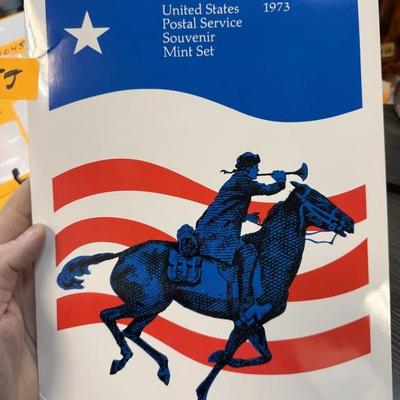 United States 1973
Postal Service
Souvenir
Mint Set